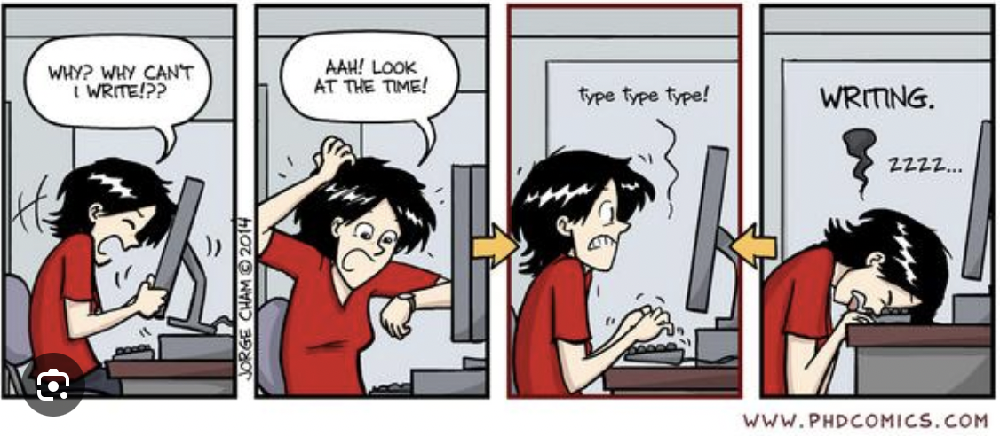 WHY? WHY CAN'T
I WRITE!??
AAH! LOOK
AT THE TIME!
type type type!
WRITING.
ZZZZ...
JORGE CHAM © 2014
WWW.PHDCOMICS.COM